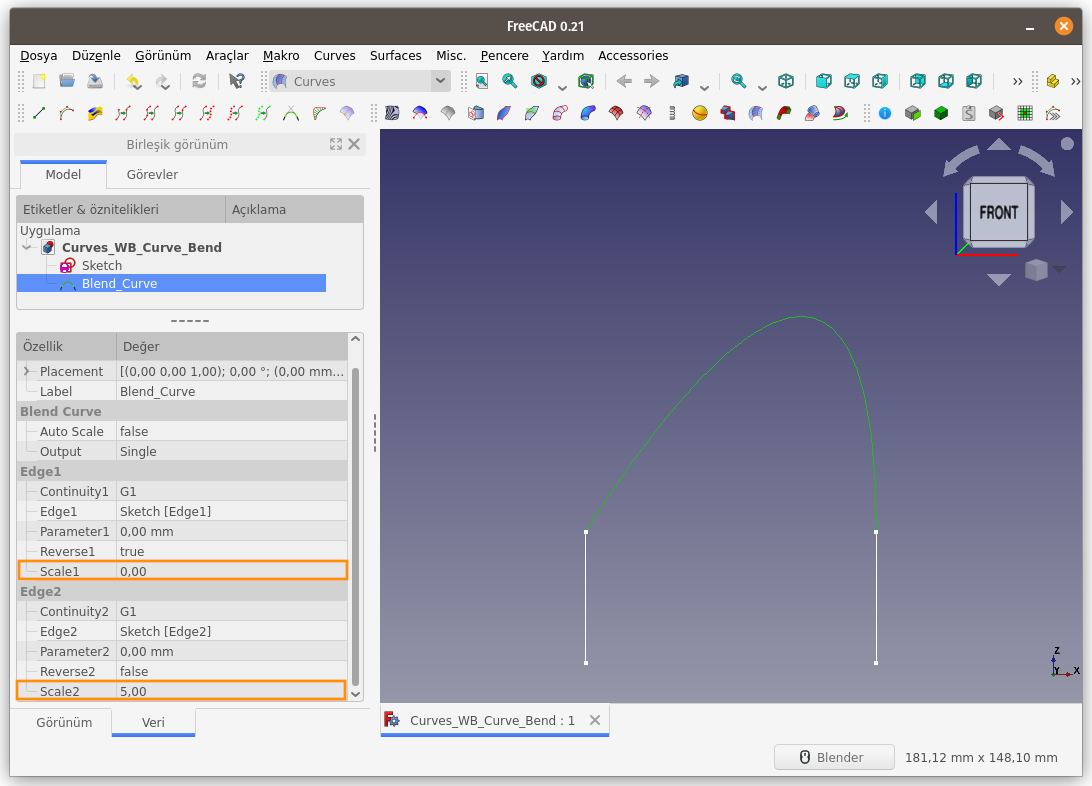 FreeCAD 0.21
Dosya Düzenle Görünüm Araçlar Makro Curves Surfaces Misc. Pencere Yardım Accessories
Curves
Birleşik görünüm
Model Görevler
Etiketler & öznitelikleri Açıklama
Uygulama
Curves_WB_Curve_Bend
Sketch
Blend_Curve
Özellik Değer
Placement [(0,00 0,00 1,00); 0,00 °; (0,00 mm...
Label Blend_Curve
Blend Curve
Auto Scale false
Output Single
Edge1
Continuity1 G1
Edge1 Sketch [Edge1]
Parameter1 0,00 mm
Reverse1 true
Scale1 0,00
Edge2
Continuity2 G1
Edge2 Sketch [Edge2]
Parameter2 0,00 mm
Reverse2 false
Scale2 5,00
Görünüm Veri
FRONT
Z
Y X
Curves_WB_Curve_Bend : 1
Blender 181,12 mm x 148,10 mm